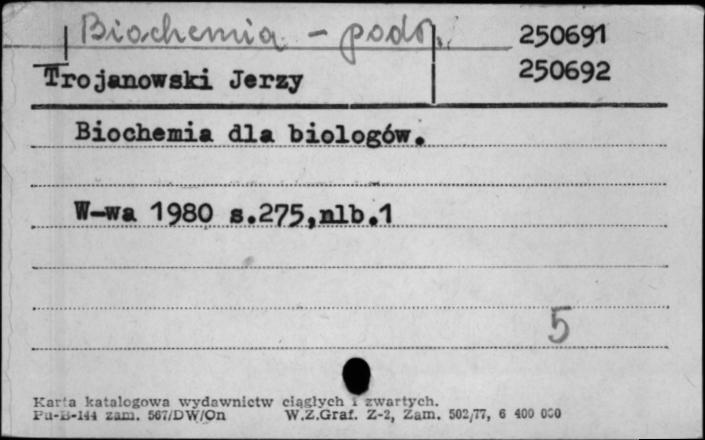 Biochemia - podr. 250691
Trojanowski Jerzy 250692
Biochemia dla biologów.
W-wa 1980 s.275,nlb.1
5
Karta katalogowa wydawnictw ciągłych i zwartych.
Pu-B-144 zam. 567/DW/On W.Z.Graf. Z-2, Zam. 502/77, 6 400 000